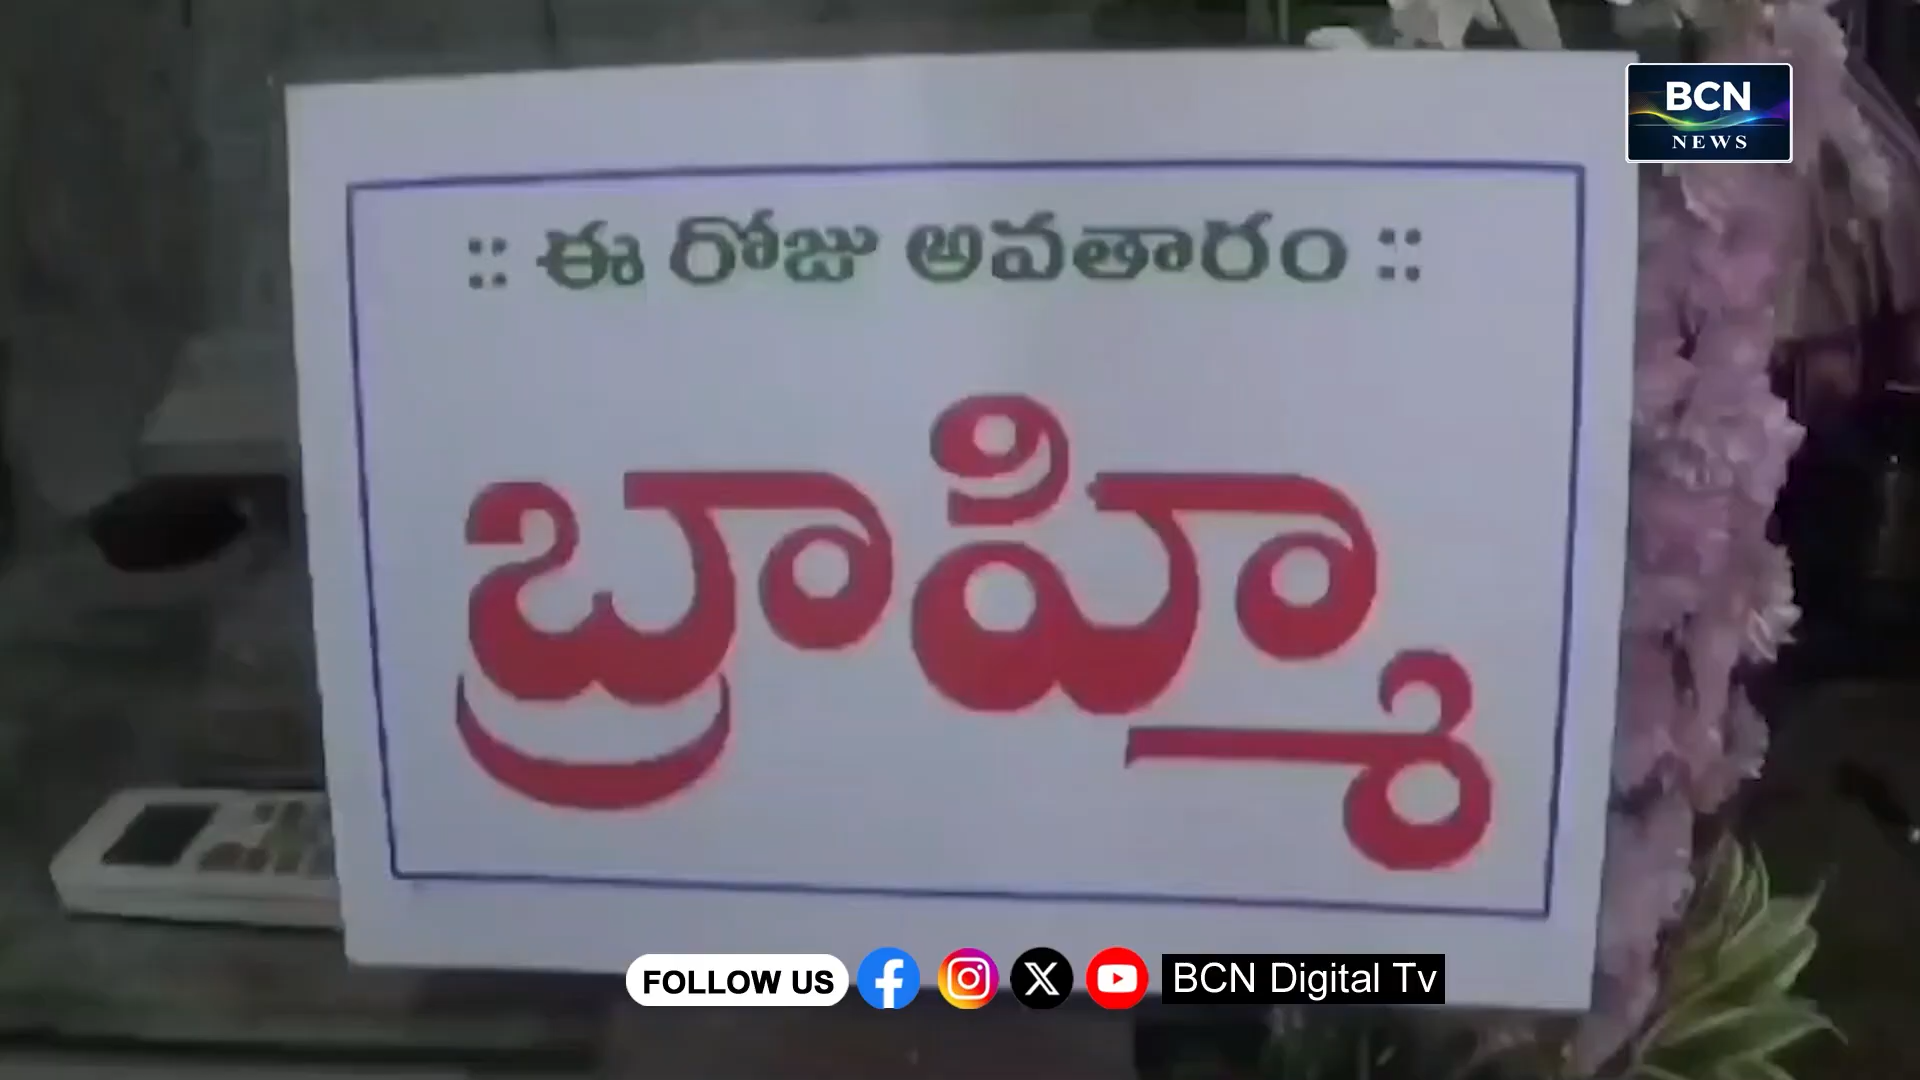 BCN
NEWS
:: ఈ రోజు అవతారం ::
బ్రాహ్మి
FOLLOW US
BCN Digital Tv